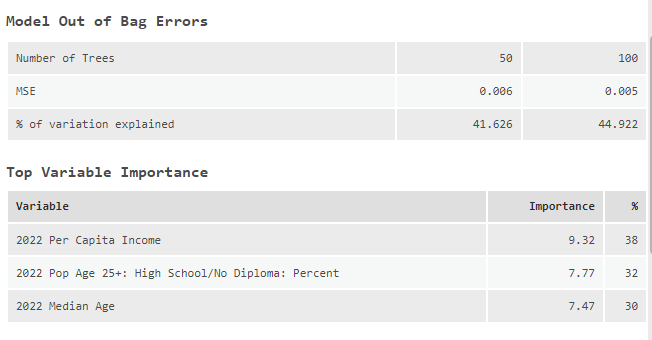 Model Out of Bag Errors
Number of Trees 50 100
MSE 0.006 0.005
% of variation explained 41.626 44.922
Top Variable Importance
Variable Importance %
2022 Per Capita Income 9.32 38
2022 Pop Age 25+: High School/No Diploma: Percent 7.77 32
2022 Median Age 7.47 30